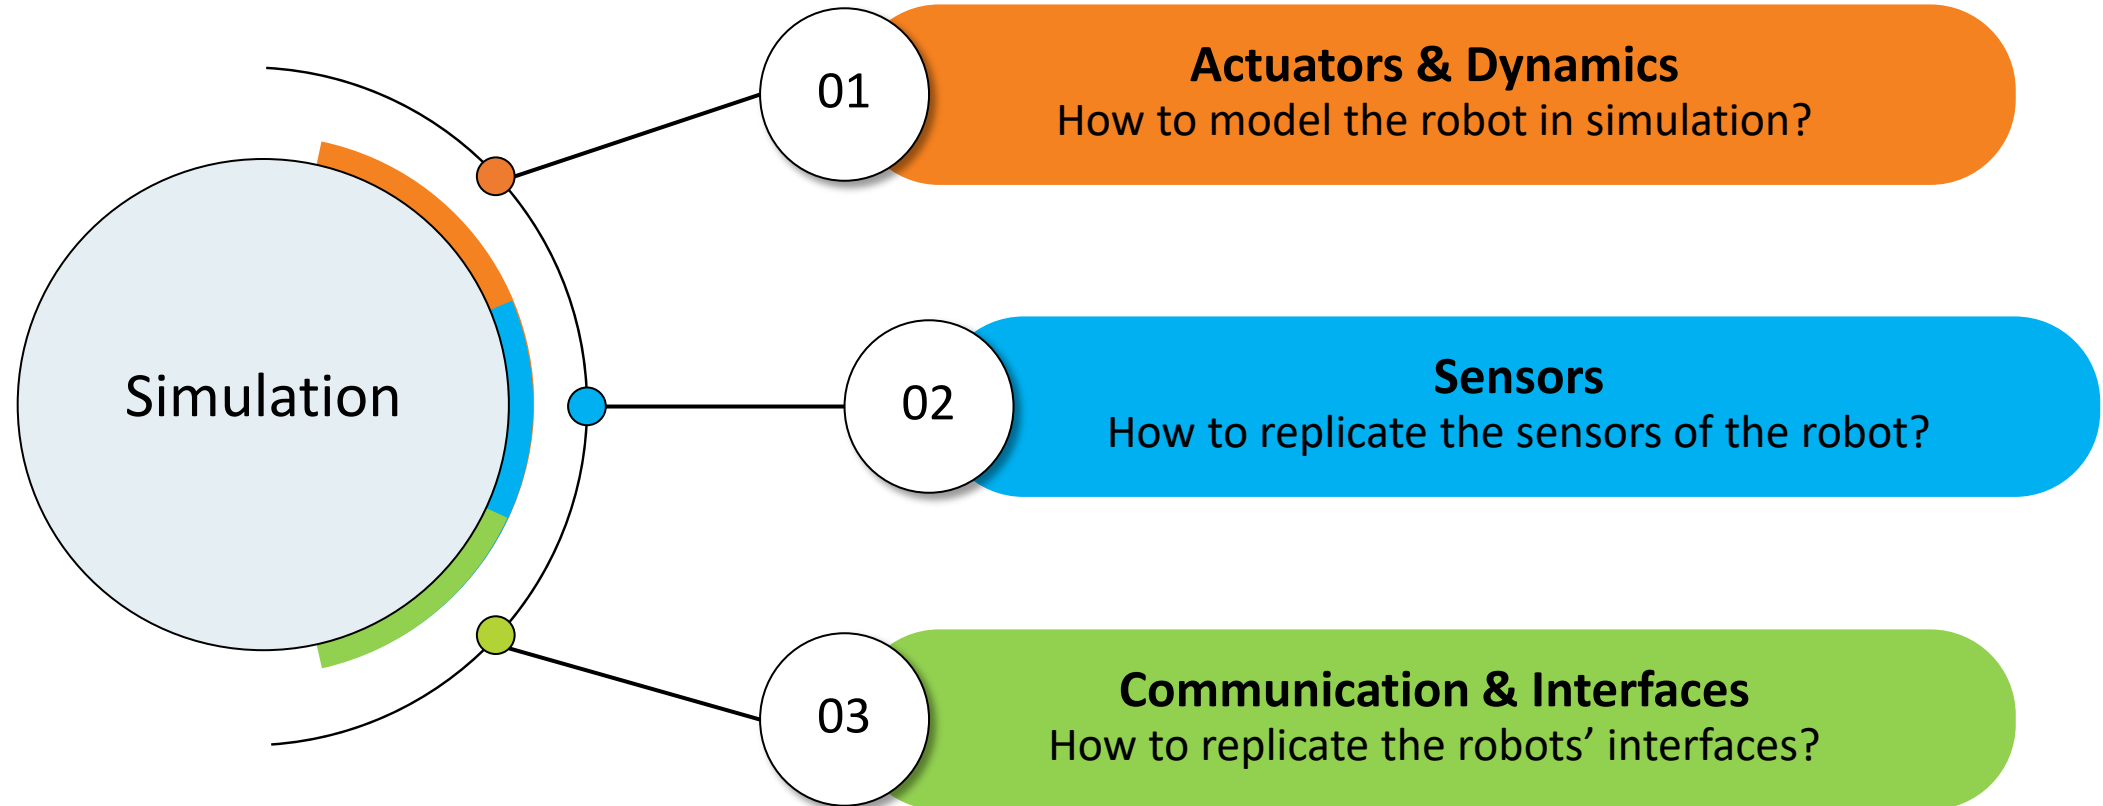 01
Actuators & Dynamics
How to model the robot in simulation?
Simulation
02
Sensors
How to replicate the sensors of the robot?
03
Communication & Interfaces
How to replicate the robots’ interfaces?